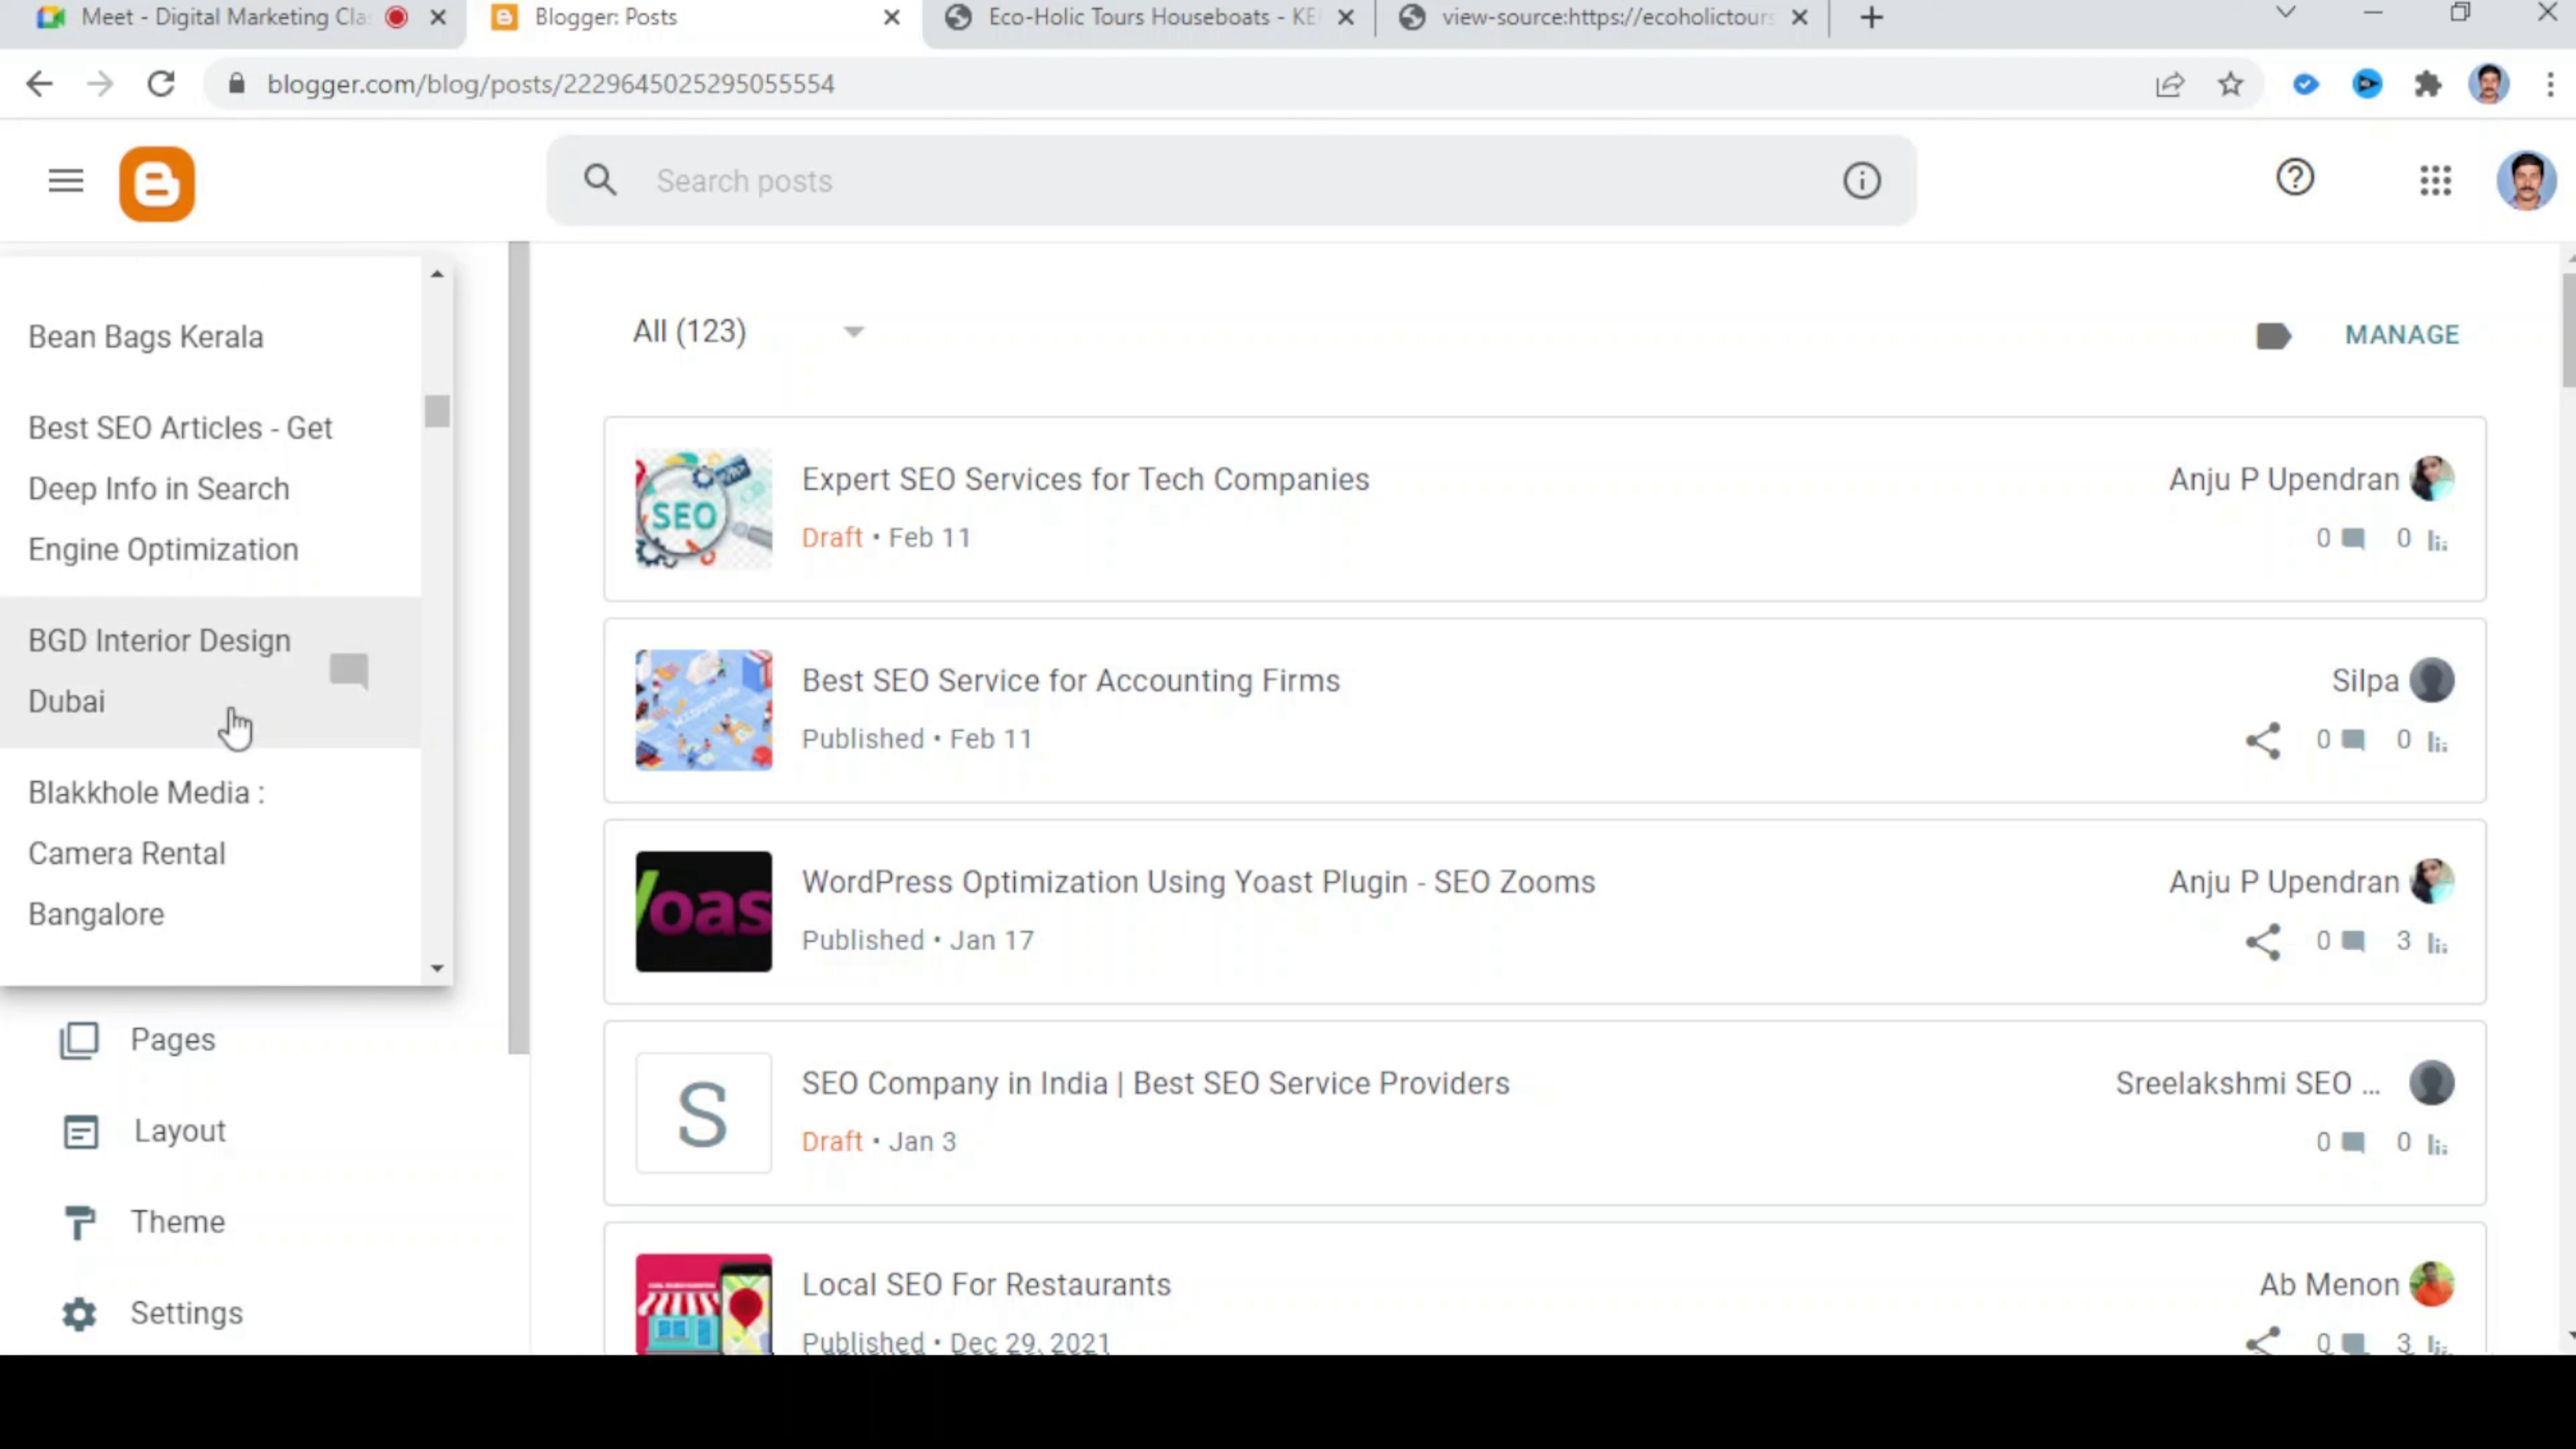 Meet - Digital Marketing Cla
Blogger: Posts
Eco-Holic Tours Houseboats - KE
view-source:https://ecoholictours
blogger.com/blog/posts/2229645025295055554
Search posts
Bean Bags Kerala
Best SEO Articles - Get
Deep Info in Search
Engine Optimization
BGD Interior Design
Dubai
Blakkhole Media :
Camera Rental
Bangalore
Pages
Layout
Theme
Settings
All (123)
MANAGE
SEO
Expert SEO Services for Tech Companies
Anju P Upendran
Draft • Feb 11
0 0
Best SEO Service for Accounting Firms
Silpa
Published • Feb 11
0 0
yoas
WordPress Optimization Using Yoast Plugin - SEO Zooms
Anju P Upendran
Published • Jan 17
0 3
S
SEO Company in India | Best SEO Service Providers
Sreelakshmi SEO ...
Draft • Jan 3
0 0
Local SEO For Restaurants
Ab Menon
Published • Dec 29, 2021
0 3